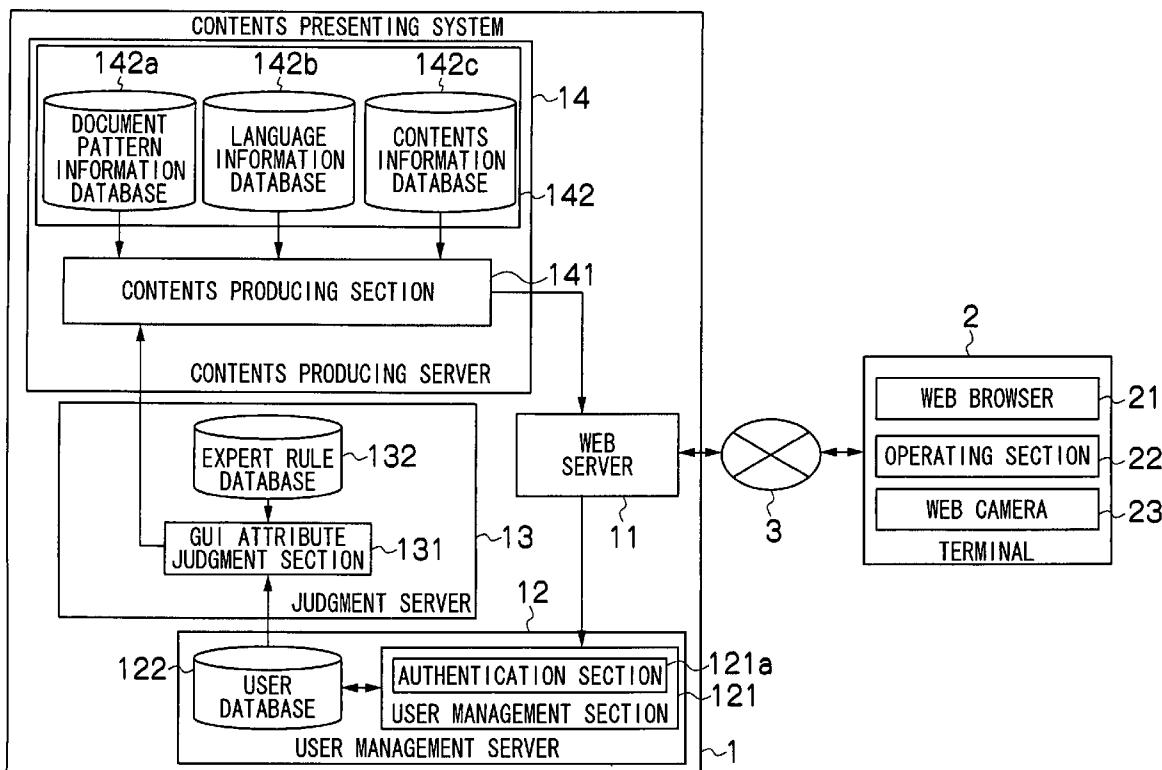 CONTENTS PRESENTING SYSTEM
142a
142b
142c
14
DOCUMENT
PATTERN
INFORMATION
DATABASE
LANGUAGE
INFORMATION
DATABASE
CONTENTS
INFORMATION
DATABASE
142
141
CONTENTS PRODUCING SECTION
CONTENTS PRODUCING SERVER
2
WEB BROWSER
21
OPERATING SECTION
22
WEB CAMERA
23
TERMINAL
3
WEB
SERVER
11
EXPERT RULE
DATABASE
132
GUI ATTRIBUTE
JUDGMENT SECTION
131
13
JUDGMENT SERVER
12
122
USER
DATABASE
AUTHENTICATION SECTION
121a
121
USER MANAGEMENT SECTION
USER MANAGEMENT SERVER
1